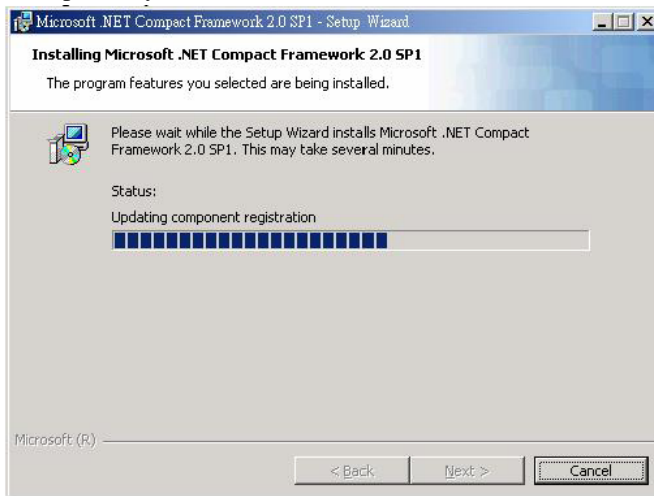 Microsoft .NET Compact Framework 2.0 SP1 - Setup Wizard
Installing Microsoft .NET Compact Framework 2.0 SP1
The program features you selected are being installed.
Please wait while the Setup Wizard installs Microsoft .NET Compact
Framework 2.0 SP1. This may take several minutes.
Status:
Updating component registration
Microsoft (R)
< Back Next > Cancel